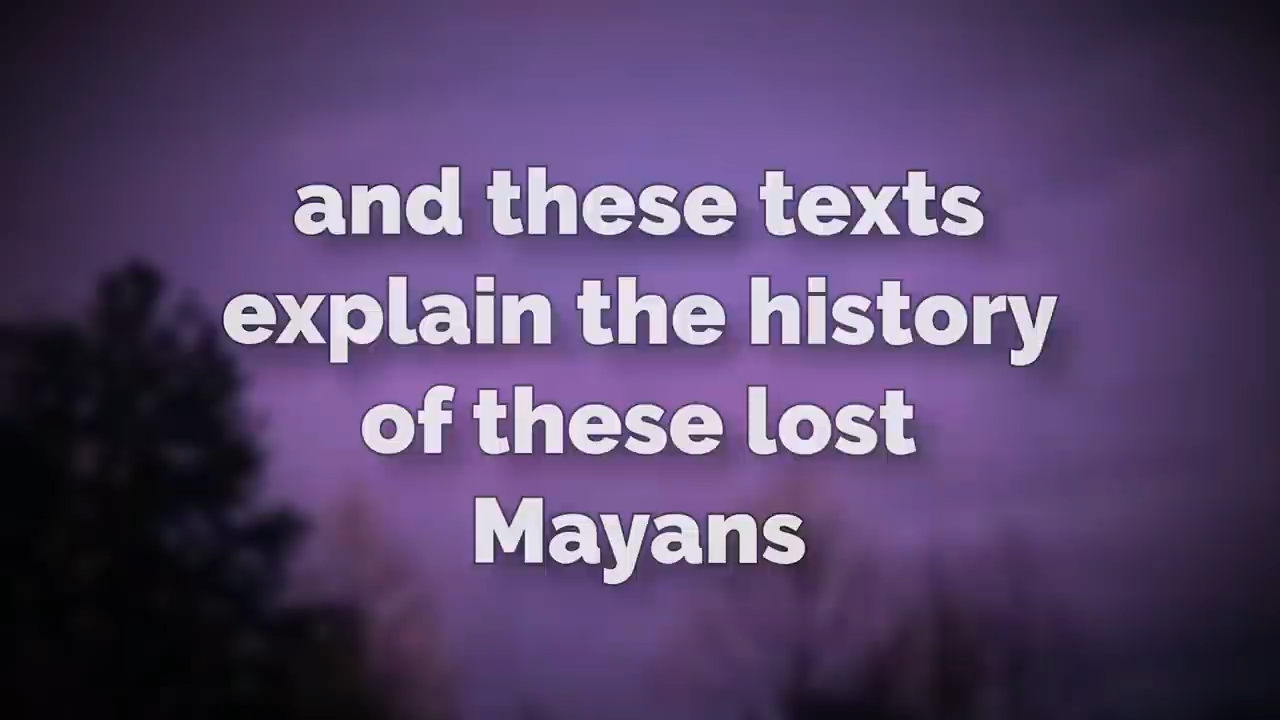 and these texts
explain the history
of these lost
Mayans